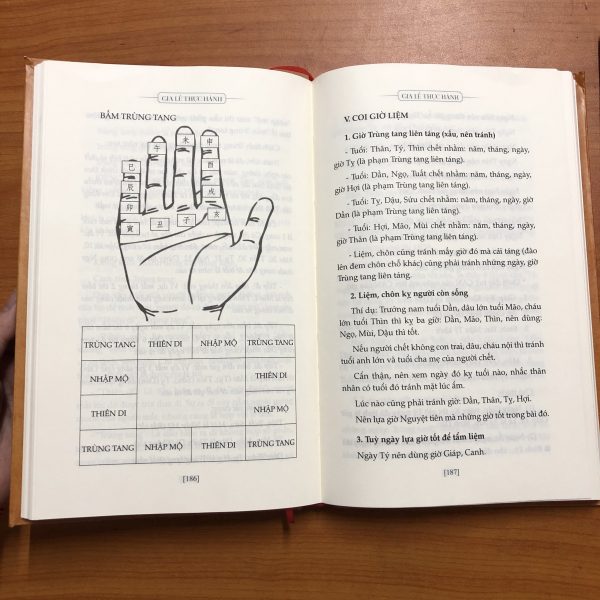 GIA LỄ THỰC HÀNH
BẤM TRÙNG TANG
未
午
申
巳
酉
辰
戌
卯
寅
丑
子
亥
TRÙNG TANG THIÊN DI NHẬP MỘ TRÙNG TANG
NHẬP MỘ THIÊN DI
THIÊN DI NHẬP MỘ
TRÙNG TANG NHẬP MỘ THIÊN DI TRÙNG TANG
[186]
GIA LỄ THỰC HÀNH
V. COI GIỜ LIỆM
1. Giờ Trùng tang liên táng (xấu, nên tránh)
- Tuổi: Thân, Tý, Thìn chết nhằm: năm, tháng, ngày,
giờ Tỵ (là phạm Trùng tang liên táng).
- Tuổi: Dần, Ngọ, Tuất chết nhằm: năm, tháng, ngày,
giờ Hợi (là phạm Trùng tang liên táng).
- Tuổi: Tỵ, Dậu, Sửu chết nhằm: năm, tháng, ngày, giờ
Dần (là phạm Trùng tang liên táng).
- Tuổi: Hợi, Mão, Mùi chết nhằm: năm, tháng, ngày,
giờ Thân (là phạm Trùng tang liên táng).
- Liệm, chôn cũng tránh mấy giờ đó mà cải táng (đào
lên đem chôn chỗ khác) cũng phải tránh những ngày, giờ
Trùng tang liên táng.
2. Liệm, chôn kỵ người còn sống
Thí dụ: Trưởng nam tuổi Dần, dâu lớn tuổi Mão, cháu
lớn tuổi Thìn thì kỵ ba giờ: Dần, Mão, Thìn, nên dùng:
Ngọ, Mùi, Dậu thì tốt.
Nếu người chết không con trai, dâu, cháu nội thì tránh
tuổi anh lớn và tuổi cha mẹ của người chết.
Cẩn thận, nên xem ngày đó kỵ tuổi nào, nhắc thân
nhân có tuổi đó tránh mặt lúc ấm.
Lúc nào cũng phải tránh giờ: Dần, Thân, Tỵ, Hợi.
Nên lựa giờ Nguyệt tiên mà những giờ tốt trong bài đó.
3. Tuỳ ngày lựa giờ tốt để tẩm liệm
Ngày Tý nên dùng giờ Giáp, Canh.
[187]